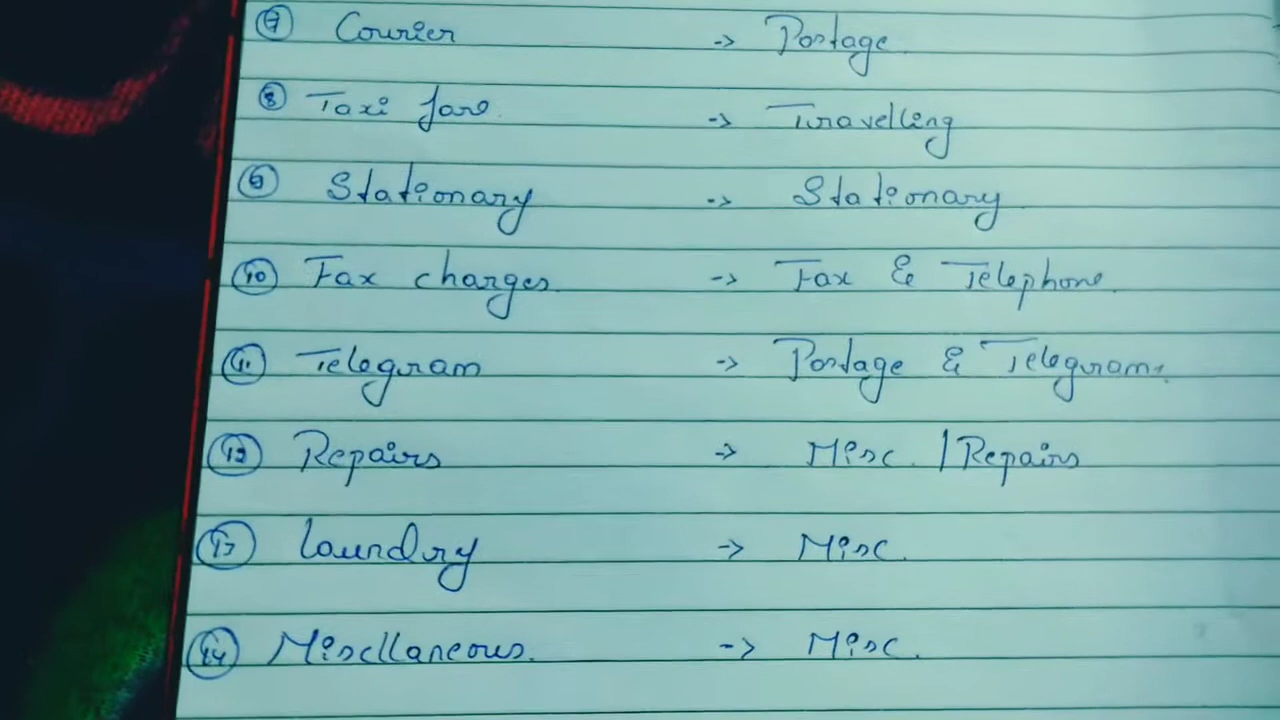 7 Courier -> Postage
8 Taxi fare -> Travelling
9 Stationary -> Stationary
10 Fax charges -> Fax & Telephone.
11 Telegram -> Postage & Telegram.
12 Repairs -> Misc. / Repairs
13 laundry -> Misc.
14 Miscllaneous. -> Misc.